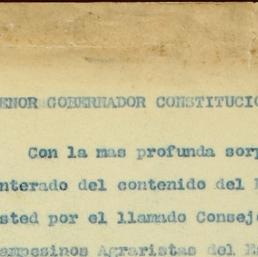 ENOR GOBERNADOR CONSTITUCIO
Con la mas profunda sorp
nterado del contenido del
sted por el llamado Consej
ampesinos Agraristas del